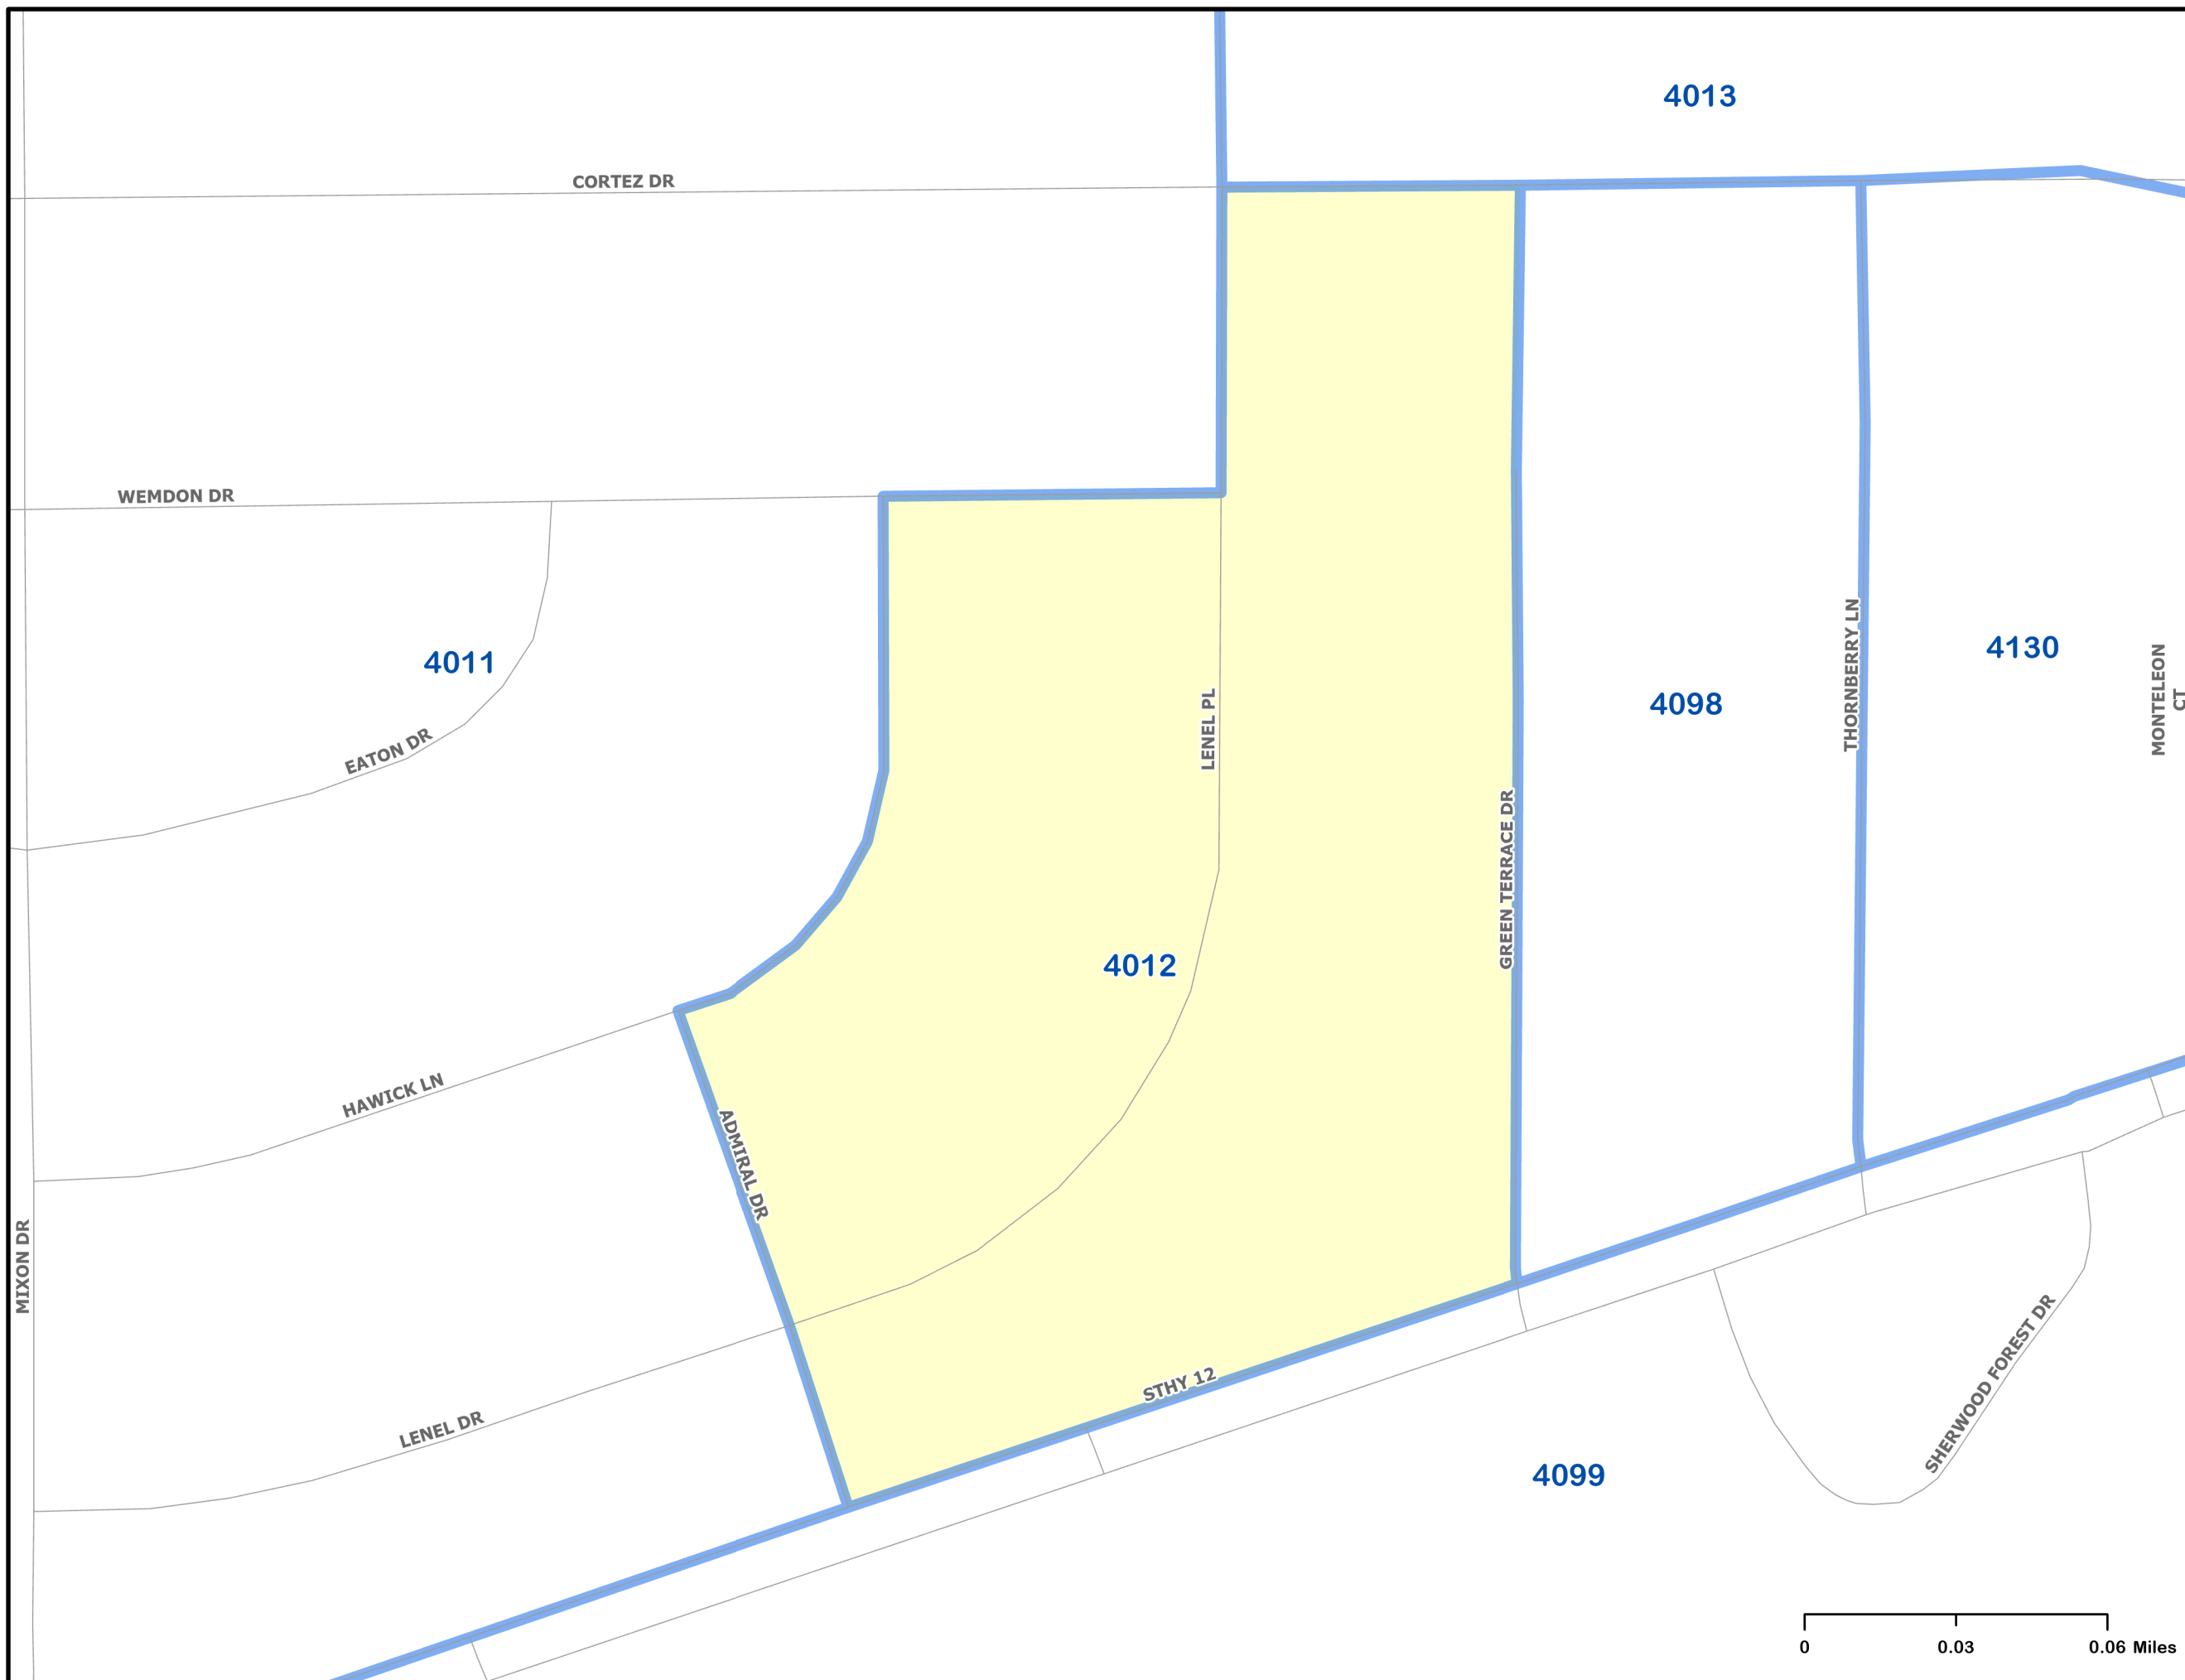 4013
CORTEZ DR
WEMDON DR
4011
EATON DR
LENEL PL
4098
THORNBERRY LN
4130
MONTELEON
CT
GREEN TERRACE DR
4012
HAWICK LN
ADMIRAL DR
MIXON DR
STHY 12
LENEL DR
SHERWOOD FOREST DR
4099
0 0.03 0.06 Miles